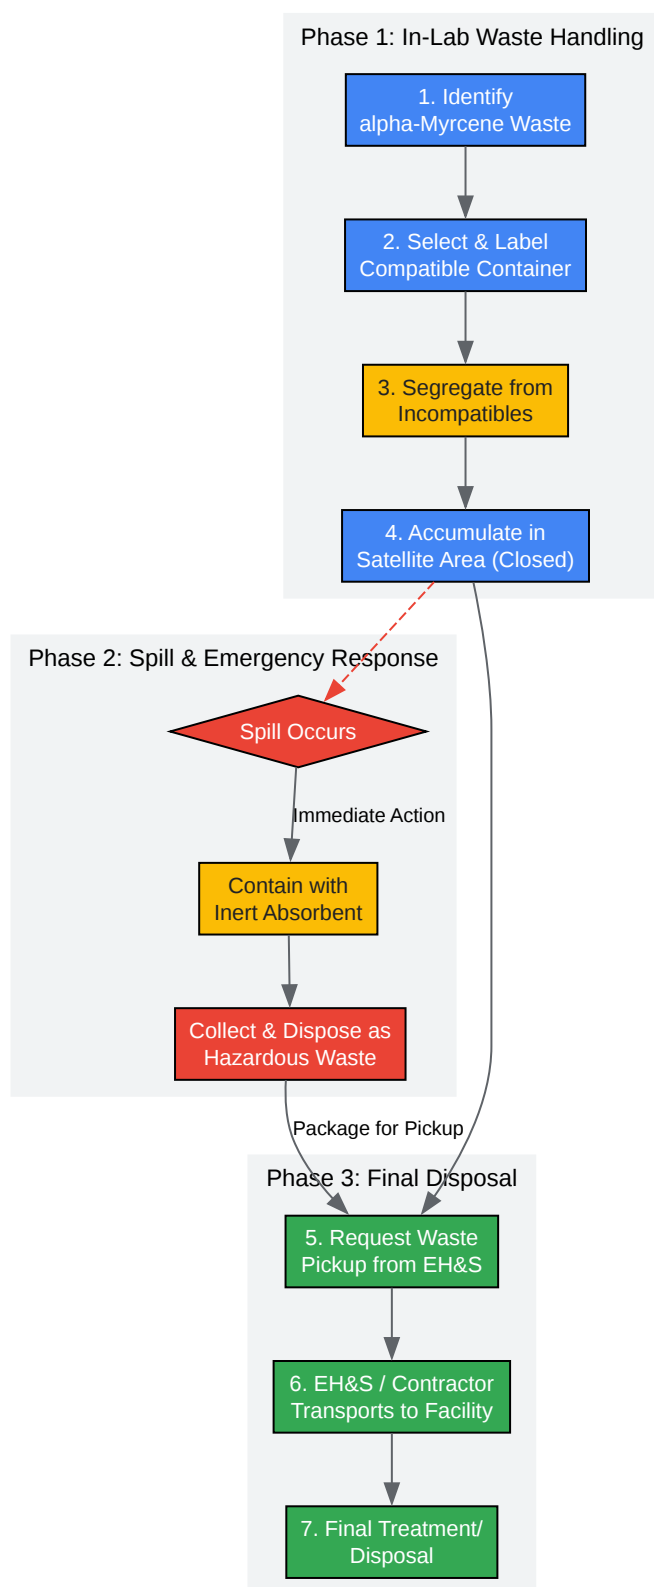 Phase 1: In-Lab Waste Handling
1. Identify
alpha-Myrcene Waste
2. Select & Label
Compatible Container
3. Segregate from
Incompatibles
4. Accumulate in
Satellite Area (Closed)
Phase 2: Spill & Emergency Response
Spill Occurs
Immediate Action
Contain with
Inert Absorbent
Collect & Dispose as
Hazardous Waste
Package for Pickup
Phase 3: Final Disposal
5. Request Waste
Pickup from EH&S
6. EH&S / Contractor
Transports to Facility
7. Final Treatment/
Disposal